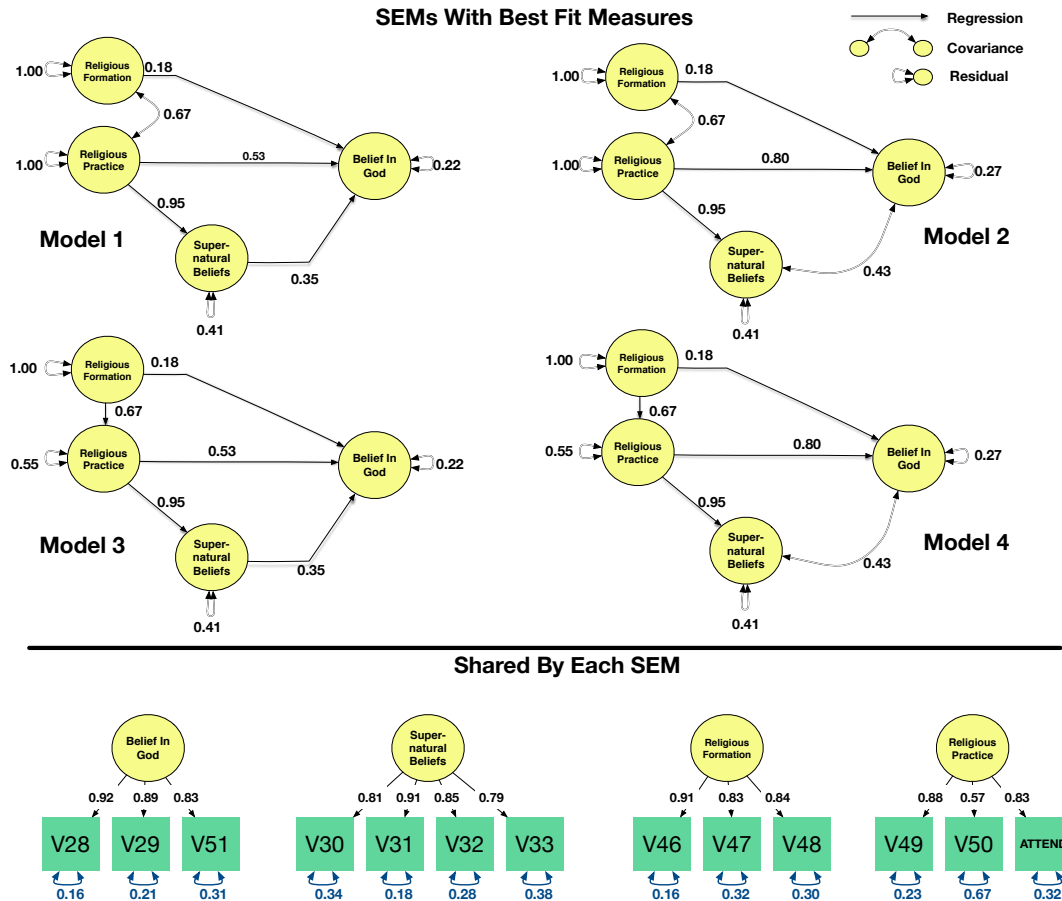 SEMs With Best Fit Measures
Regression
Covariance
Residual
Religious
Formation
1.00
0.18
0.67
Religious
Practice
1.00
0.53
0.95
Belief In
God
0.22
Super-
natural
Beliefs
0.35
0.41
Model 1
Religious
Formation
1.00
0.18
0.67
Religious
Practice
1.00
0.80
0.95
Belief In
God
0.27
Super-
natural
Beliefs
0.43
0.41
Model 2
Religious
Formation
1.00
0.18
0.67
Religious
Practice
0.55
0.53
0.95
Belief In
God
0.22
Super-
natural
Beliefs
0.35
0.41
Model 3
Religious
Formation
1.00
0.18
0.67
Religious
Practice
0.55
0.80
0.95
Belief In
God
0.27
Super-
natural
Beliefs
0.43
0.41
Model 4
Shared By Each SEM
Belief In
God
0.92 0.89 0.83
V28 V29 V51
0.16 0.21 0.31
Super-
natural
Beliefs
0.81 0.91 0.85 0.79
V30 V31 V32 V33
0.34 0.18 0.28 0.38
Religious
Formation
0.91 0.83 0.84
V46 V47 V48
0.16 0.32 0.30
Religious
Practice
0.88 0.57 0.83
V49 V50 ATTEND
0.23 0.67 0.32